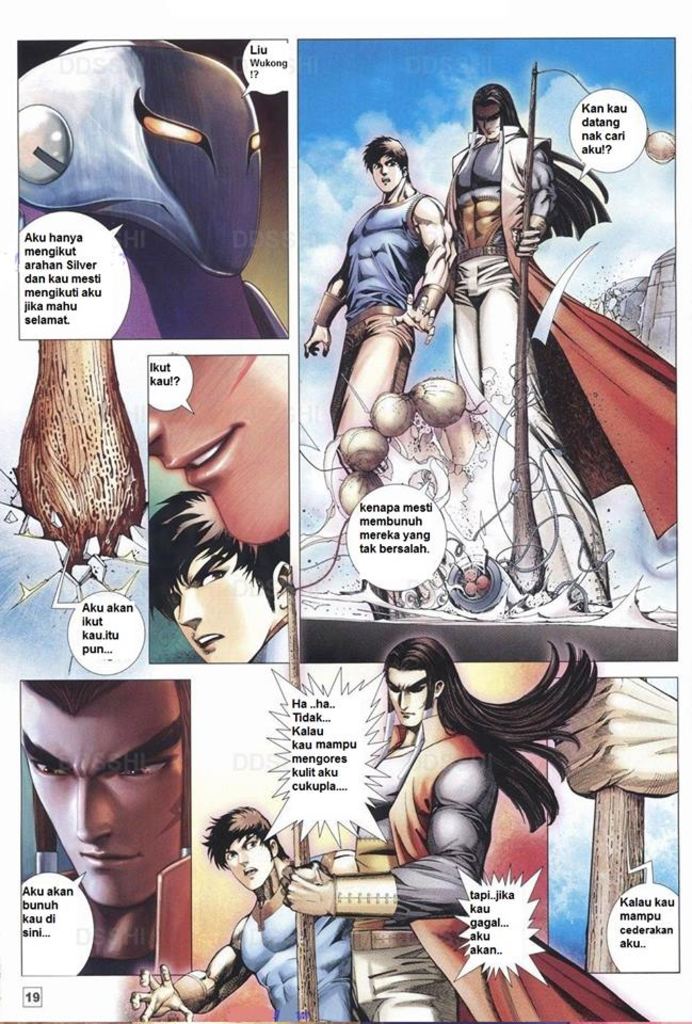 Liu
Wukong
!?
Aku hanya
mengikut
arahan Silver
dan kau mesti
mengikuti aku
jika mahu
selamat.
Kan kau
datang
nak cari
aku!?
kenapa mesti
membunuh
mereka yang
tak bersalah.
Ikut
kau!?
Aku akan
ikut
kau.itu
pun...
Ha ..ha..
Tidak...
Kalau
kau mampu
mengores
kulit aku
cukupla....
Aku akan
bunuh
kau di
sini...
tapi..jika
kau
gagal...
aku
akan..
Kalau kau
mampu
cederakan
aku..
19
DDSSHI